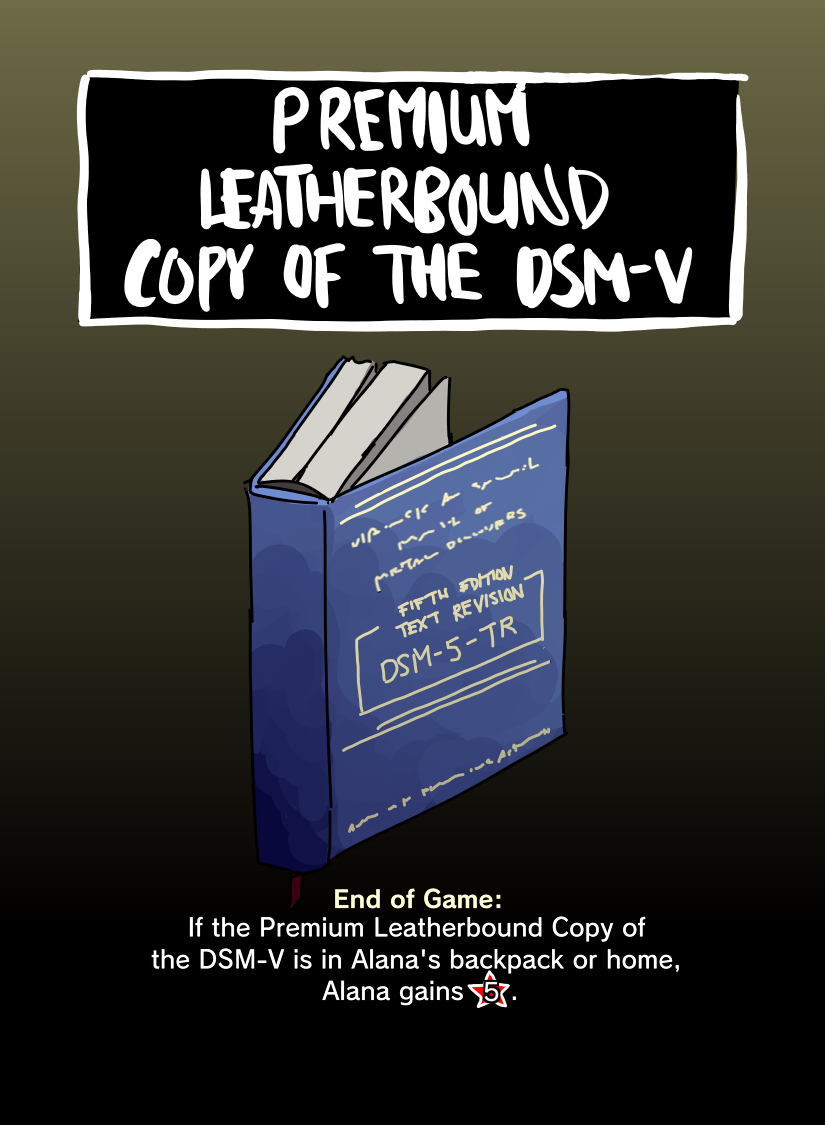 PREMIUM
LEATHERBOUND
COPY OF THE DSM-V
FIFTH EDITION
TEXT REVISION
DSM-5-TR
End of Game:
If the Premium Leatherbound Copy of
the DSM-V is in Alana's backpack or home,
Alana gains 5.